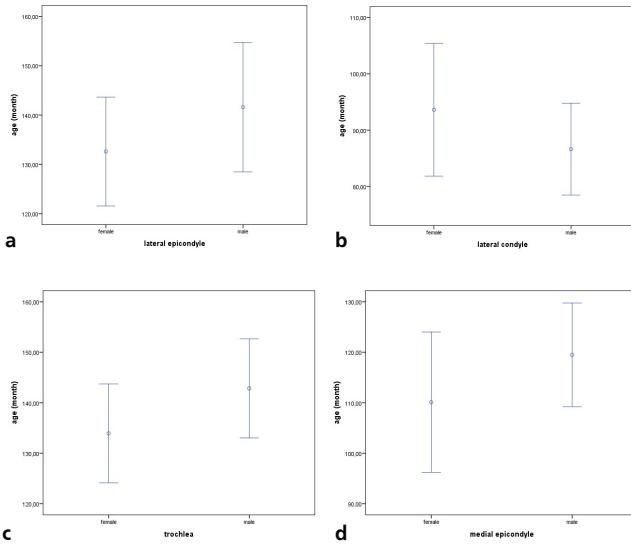 160,00
150,00
140,00
130,00
120,00
age (month)
female male
lateral epicondyle
a
110,00
100,00
90,00
80,00
age (month)
female male
lateral condyle
b
160,00
150,00
140,00
130,00
120,00
age (month)
female male
trochlea
c
130,00
120,00
110,00
100,00
90,00
age (month)
female male
medial epicondyle
d